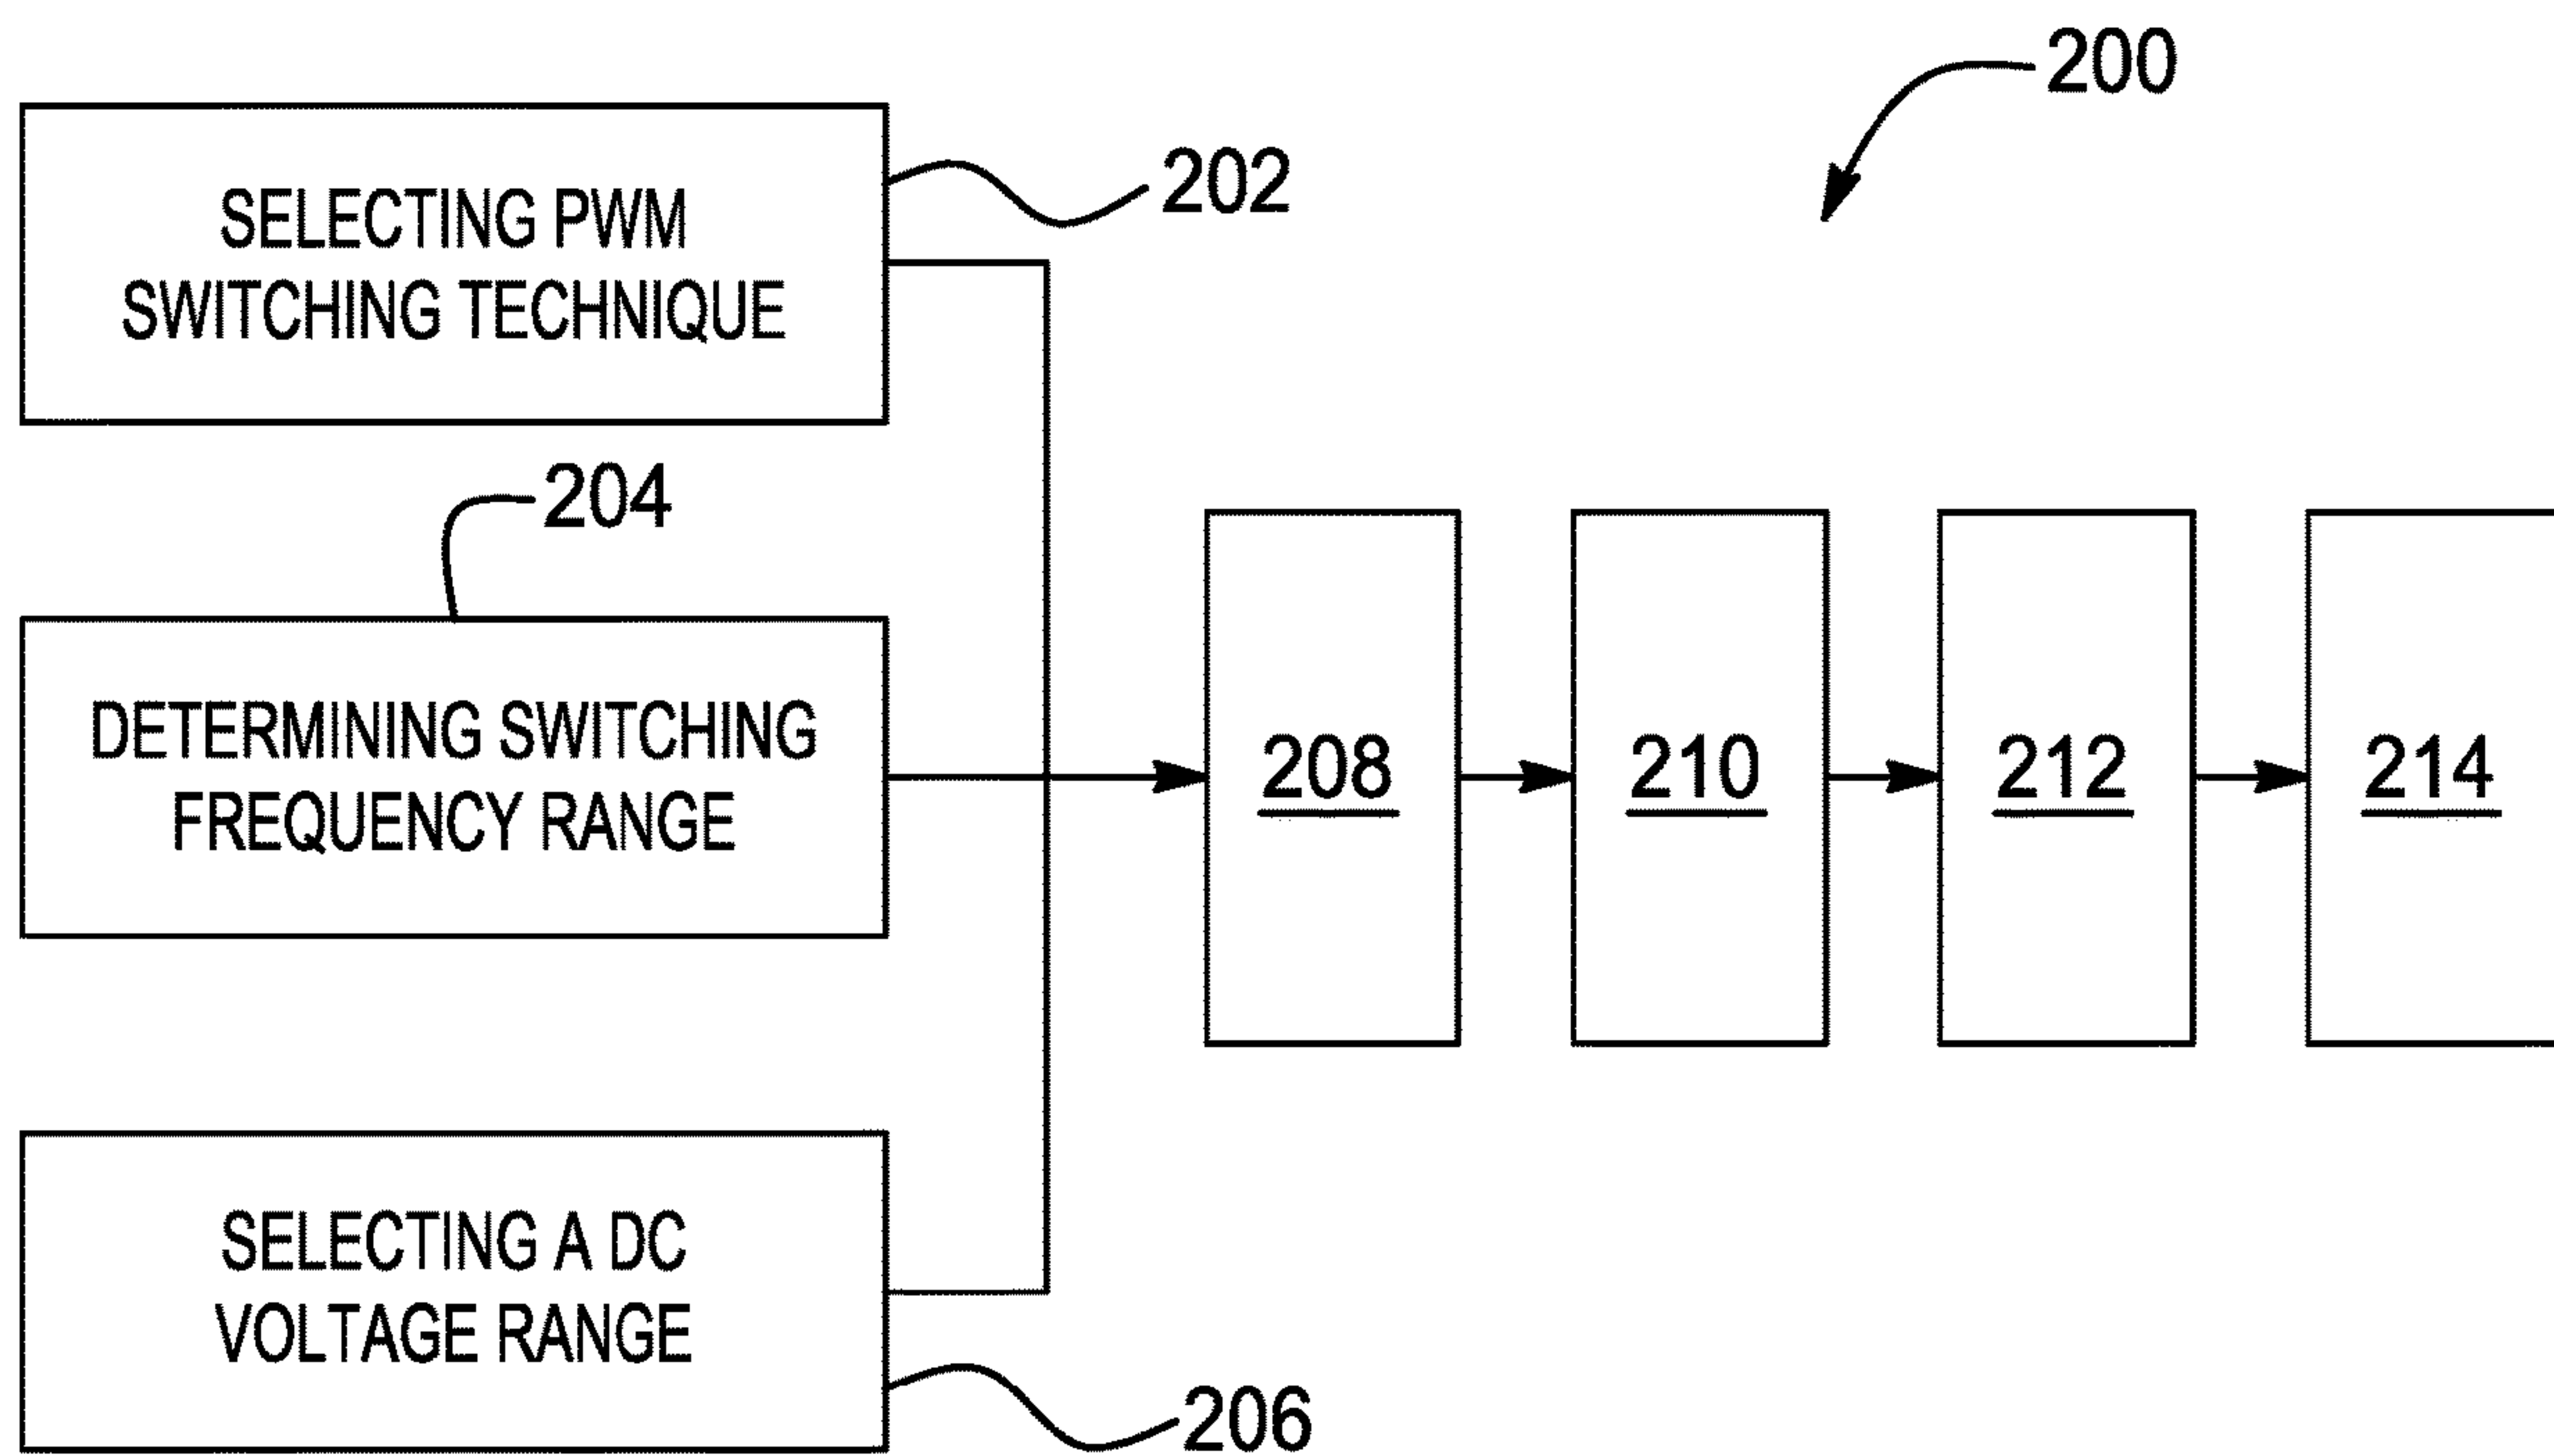 200
202
SELECTING PWM
SWITCHING TECHNIQUE
204
DETERMINING SWITCHING
FREQUENCY RANGE
208
210
212
214
SELECTING A DC
VOLTAGE RANGE
206